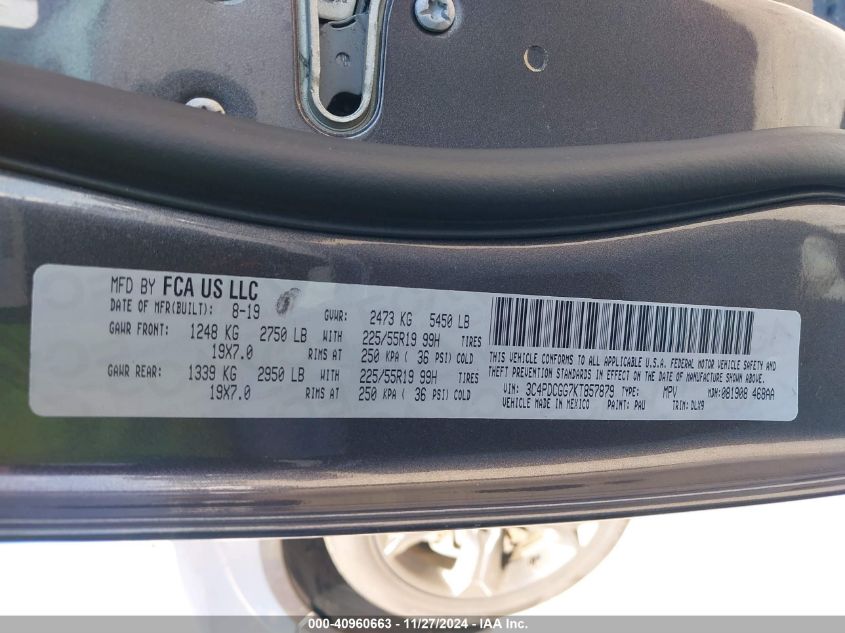 MFD BY FCA US LLC
DATE OF MFR(BUILT): 8-19 GVWR: 2473 KG 5450 LB
GAWR FRONT: 1248 KG 2750 LB WITH 225/55R19 99H TIRES
19X7.0 RIMS AT 250 KPA ( 36 PSI) COLD
GAWR REAR: 1339 KG 2950 LB WITH 225/55R19 99H TIRES
19X7.0 RIMS AT 250 KPA ( 36 PSI) COLD
THIS VEHICLE CONFORMS TO ALL APPLICABLE U.S.A. FEDERAL MOTOR VEHICLE SAFETY AND
THEFT PREVENTION STANDARDS IN EFFECT ON THE DATE OF MANUFACTURE SHOWN ABOVE.
VIN: 3C4PDCGG7KT857879 TYPE: MPV MDH: 081908 468AA
VEHICLE MADE IN MEXICO PAINT: PAU TRIM: DLX9
000-40960663 - 11/27/2024 - IAA Inc.